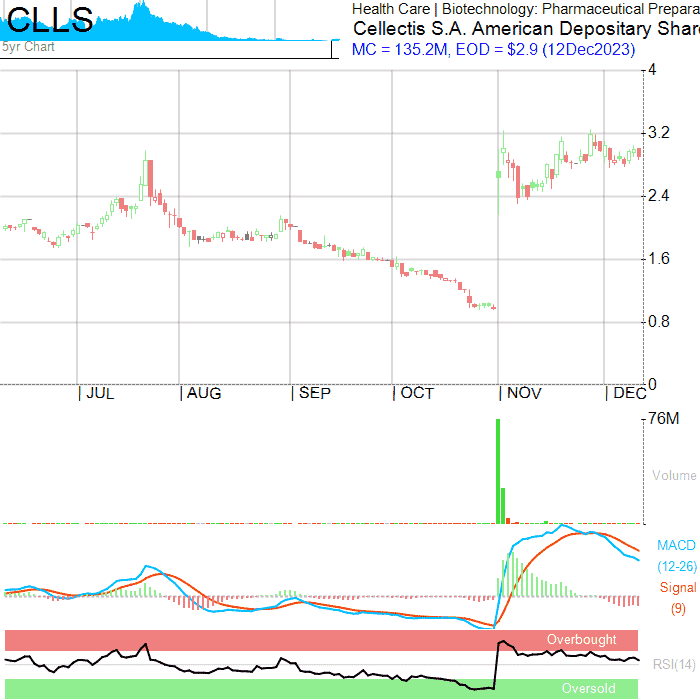 CLLS
5yr Chart
Health Care | Biotechnology: Pharmaceutical Prepara
Cellectis S.A. American Depositary Shar
MC = 135.2M, EOD = $2.9 (12Dec2023)
4
3.2
2.4
1.6
0.8
0
| JUL | AUG | SEP | OCT | NOV | DEC
76M
Volume
MACD
(12-26)
Signal
(9)
Overbought
RSI(14)
Oversold